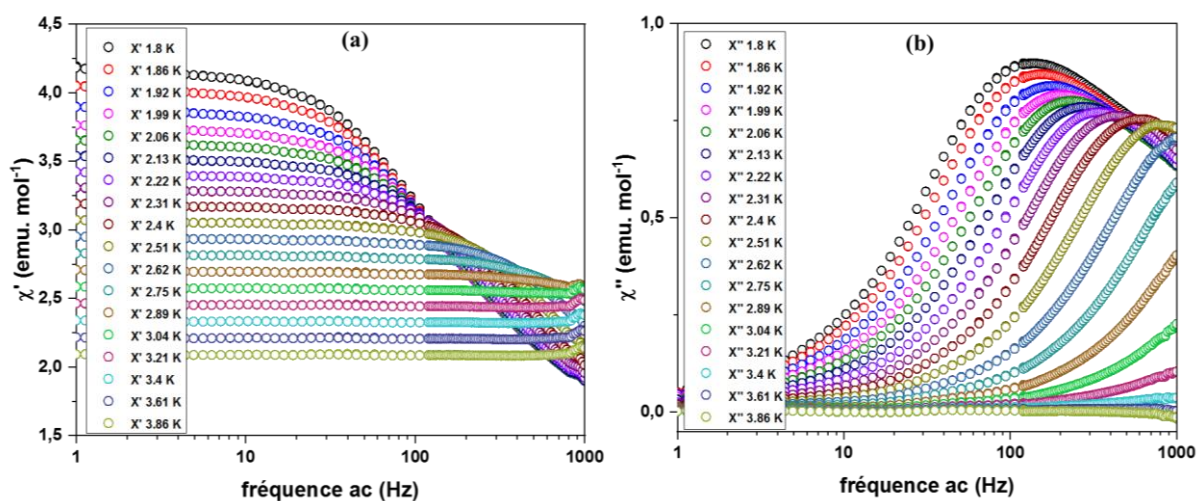 (a)
χ' (emu. mol⁻¹)
4,5
4,0
3,5
3,0
2,5
2,0
1,5
X' 1.8 K
X' 1.86 K
X' 1.92 K
X' 1.99 K
X' 2.06 K
X' 2.13 K
X' 2.22 K
X' 2.31 K
X' 2.4 K
X' 2.51 K
X' 2.62 K
X' 2.75 K
X' 2.89 K
X' 3.04 K
X' 3.21 K
X' 3.4 K
X' 3.61 K
X' 3.86 K
1 10 100 1000
fréquence ac (Hz)
(b)
χ'' (emu. mol⁻¹)
1,0
0,5
0,0
X'' 1.8 K
X'' 1.86 K
X'' 1.92 K
X'' 1.99 K
X'' 2.06 K
X'' 2.13 K
X'' 2.22 K
X'' 2.31 K
X'' 2.4 K
X'' 2.51 K
X'' 2.62 K
X'' 2.75 K
X'' 2.89 K
X'' 3.04 K
X'' 3.21 K
X'' 3.4 K
X'' 3.61 K
X'' 3.86 K
1 10 100 1000
fréquence ac (Hz)